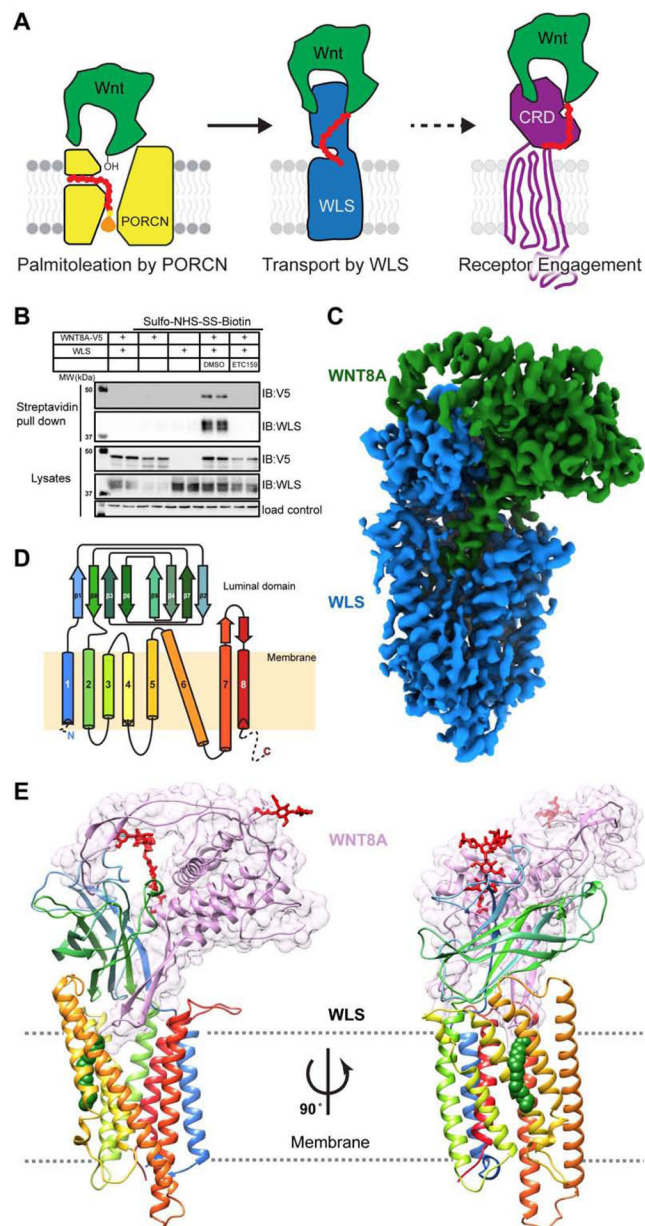 A
Wnt
Wnt
Wnt
CRD
OH
PORCN
WLS
Palmitoleation by PORCN
Transport by WLS
Receptor Engagement
B
Sulfo-NHS-SS-Biotin
WNT8A-V5 + + + +
WLS + + + +
DMSO ETC159
MW(kDa)
50
IB:V5
Streptavidin
pull down
IB:WLS
37
50
IB:V5
Lysates
37
IB:WLS
load control
C
WNT8A
WLS
D
β1 β3 β4 β7 β2
Luminal domain
Membrane
1 2 3 4 5 6 7 8
N
C
E
WNT8A
WLS
90°
Membrane